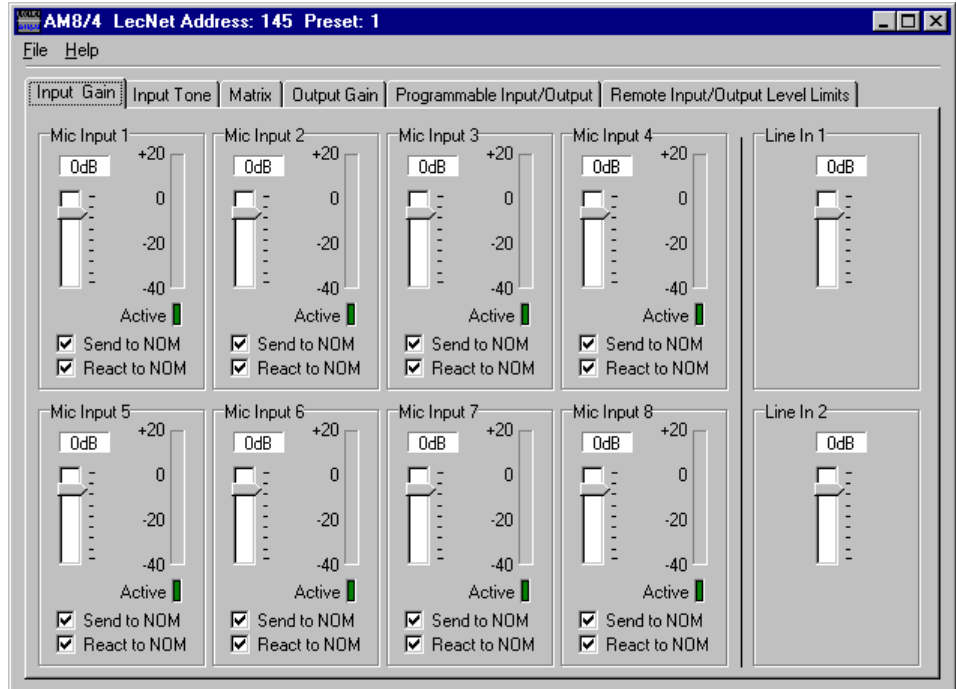 AM8/4 LecNet Address: 145 Preset: 1
File Help
Input Gain Input Tone Matrix Output Gain Programmable Input/Output Remote Input/Output Level Limits
Mic Input 1
0dB
+20
0
-20
-40
Active
Send to NOM
React to NOM
Mic Input 2
0dB
+20
0
-20
-40
Active
Send to NOM
React to NOM
Mic Input 3
0dB
+20
0
-20
-40
Active
Send to NOM
React to NOM
Mic Input 4
0dB
+20
0
-20
-40
Active
Send to NOM
React to NOM
Line In 1
0dB
Mic Input 5
0dB
+20
0
-20
-40
Active
Send to NOM
React to NOM
Mic Input 6
0dB
+20
0
-20
-40
Active
Send to NOM
React to NOM
Mic Input 7
0dB
+20
0
-20
-40
Active
Send to NOM
React to NOM
Mic Input 8
0dB
+20
0
-20
-40
Active
Send to NOM
React to NOM
Line In 2
0dB